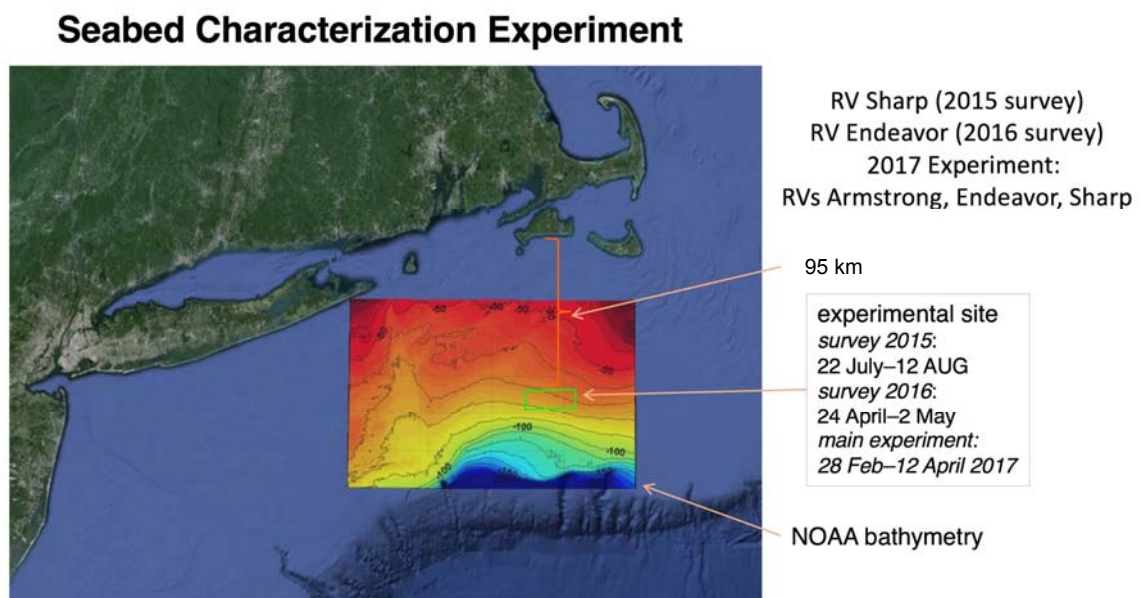 Seabed Characterization Experiment
RV Sharp (2015 survey)
RV Endeavor (2016 survey)
2017 Experiment:
RVs Armstrong, Endeavor, Sharp
95 km
experimental site
survey 2015:
22 July–12 AUG
survey 2016:
24 April–2 May
main experiment:
28 Feb–12 April 2017
NOAA bathymetry
-50
-50
-50
-100
-100
-100